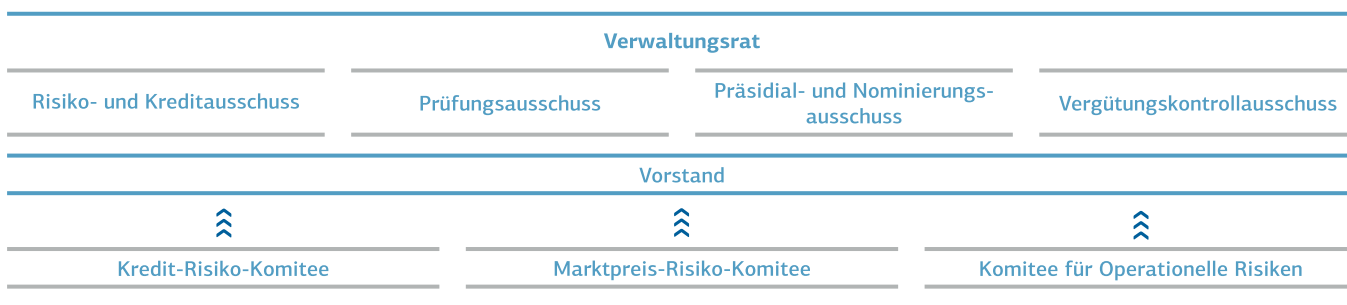 Verwaltungsrat
Risiko- und Kreditausschuss
Prüfungsausschuss
Präsidial- und Nominierungs-
ausschuss
Vergütungskontrollausschuss
Vorstand
Kredit-Risiko-Komitee
Marktpreis-Risiko-Komitee
Komitee für Operationelle Risiken